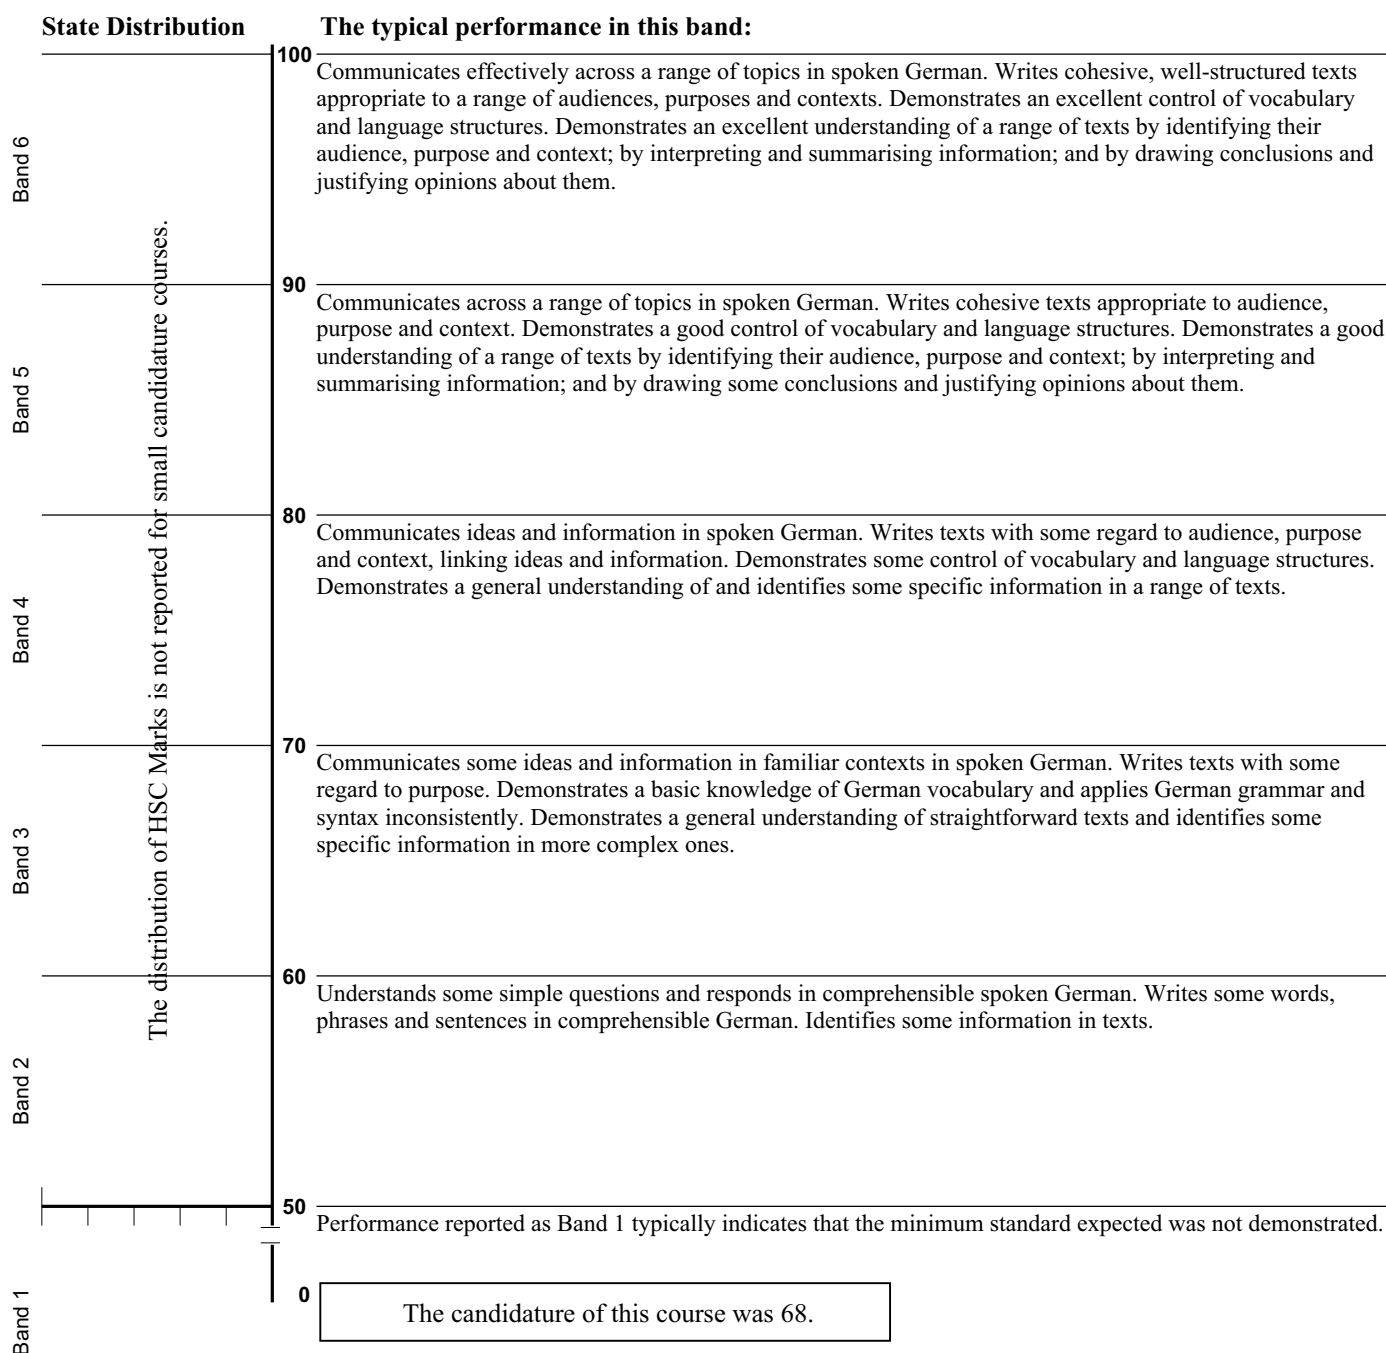 State Distribution
The typical performance in this band:
100
Communicates effectively across a range of topics in spoken German. Writes cohesive, well-structured texts
appropriate to a range of audiences, purposes and contexts. Demonstrates an excellent control of vocabulary
and language structures. Demonstrates an excellent understanding of a range of texts by identifying their
audience, purpose and context; by interpreting and summarising information; and by drawing conclusions and
justifying opinions about them.
Band 6
90
Communicates across a range of topics in spoken German. Writes cohesive texts appropriate to audience,
purpose and context. Demonstrates a good control of vocabulary and language structures. Demonstrates a good
understanding of a range of texts by identifying their audience, purpose and context; by interpreting and
summarising information; and by drawing some conclusions and justifying opinions about them.
Band 5
80
Communicates ideas and information in spoken German. Writes texts with some regard to audience, purpose
and context, linking ideas and information. Demonstrates some control of vocabulary and language structures.
Demonstrates a general understanding of and identifies some specific information in a range of texts.
Band 4
The distribution of HSC Marks is not reported for small candidature courses.
70
Communicates some ideas and information in familiar contexts in spoken German. Writes texts with some
regard to purpose. Demonstrates a basic knowledge of German vocabulary and applies German grammar and
syntax inconsistently. Demonstrates a general understanding of straightforward texts and identifies some
specific information in more complex ones.
Band 3
60
Understands some simple questions and responds in comprehensible spoken German. Writes some words,
phrases and sentences in comprehensible German. Identifies some information in texts.
Band 2
50
Performance reported as Band 1 typically indicates that the minimum standard expected was not demonstrated.
0
The candidature of this course was 68.
Band 1